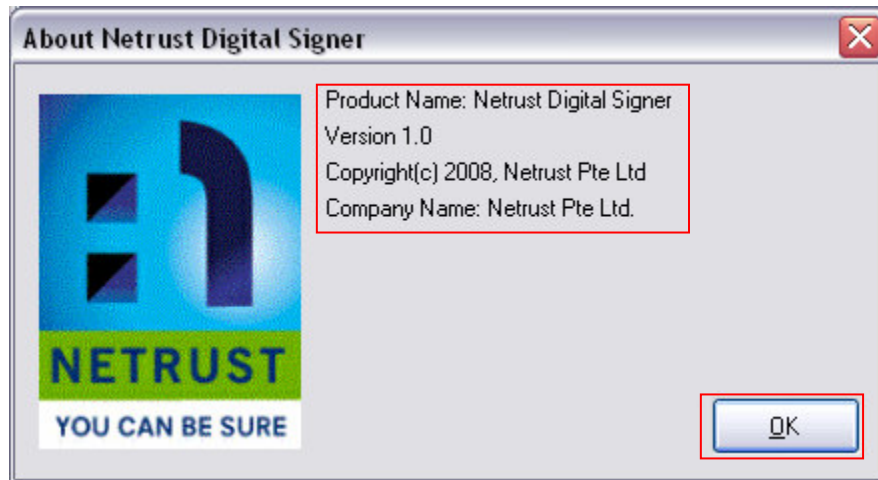 About Netrust Digital Signer
Product Name: Netrust Digital Signer
Version 1.0
Copyright(c) 2008, Netrust Pte Ltd
Company Name: Netrust Pte Ltd.
NETRUST
YOU CAN BE SURE
OK